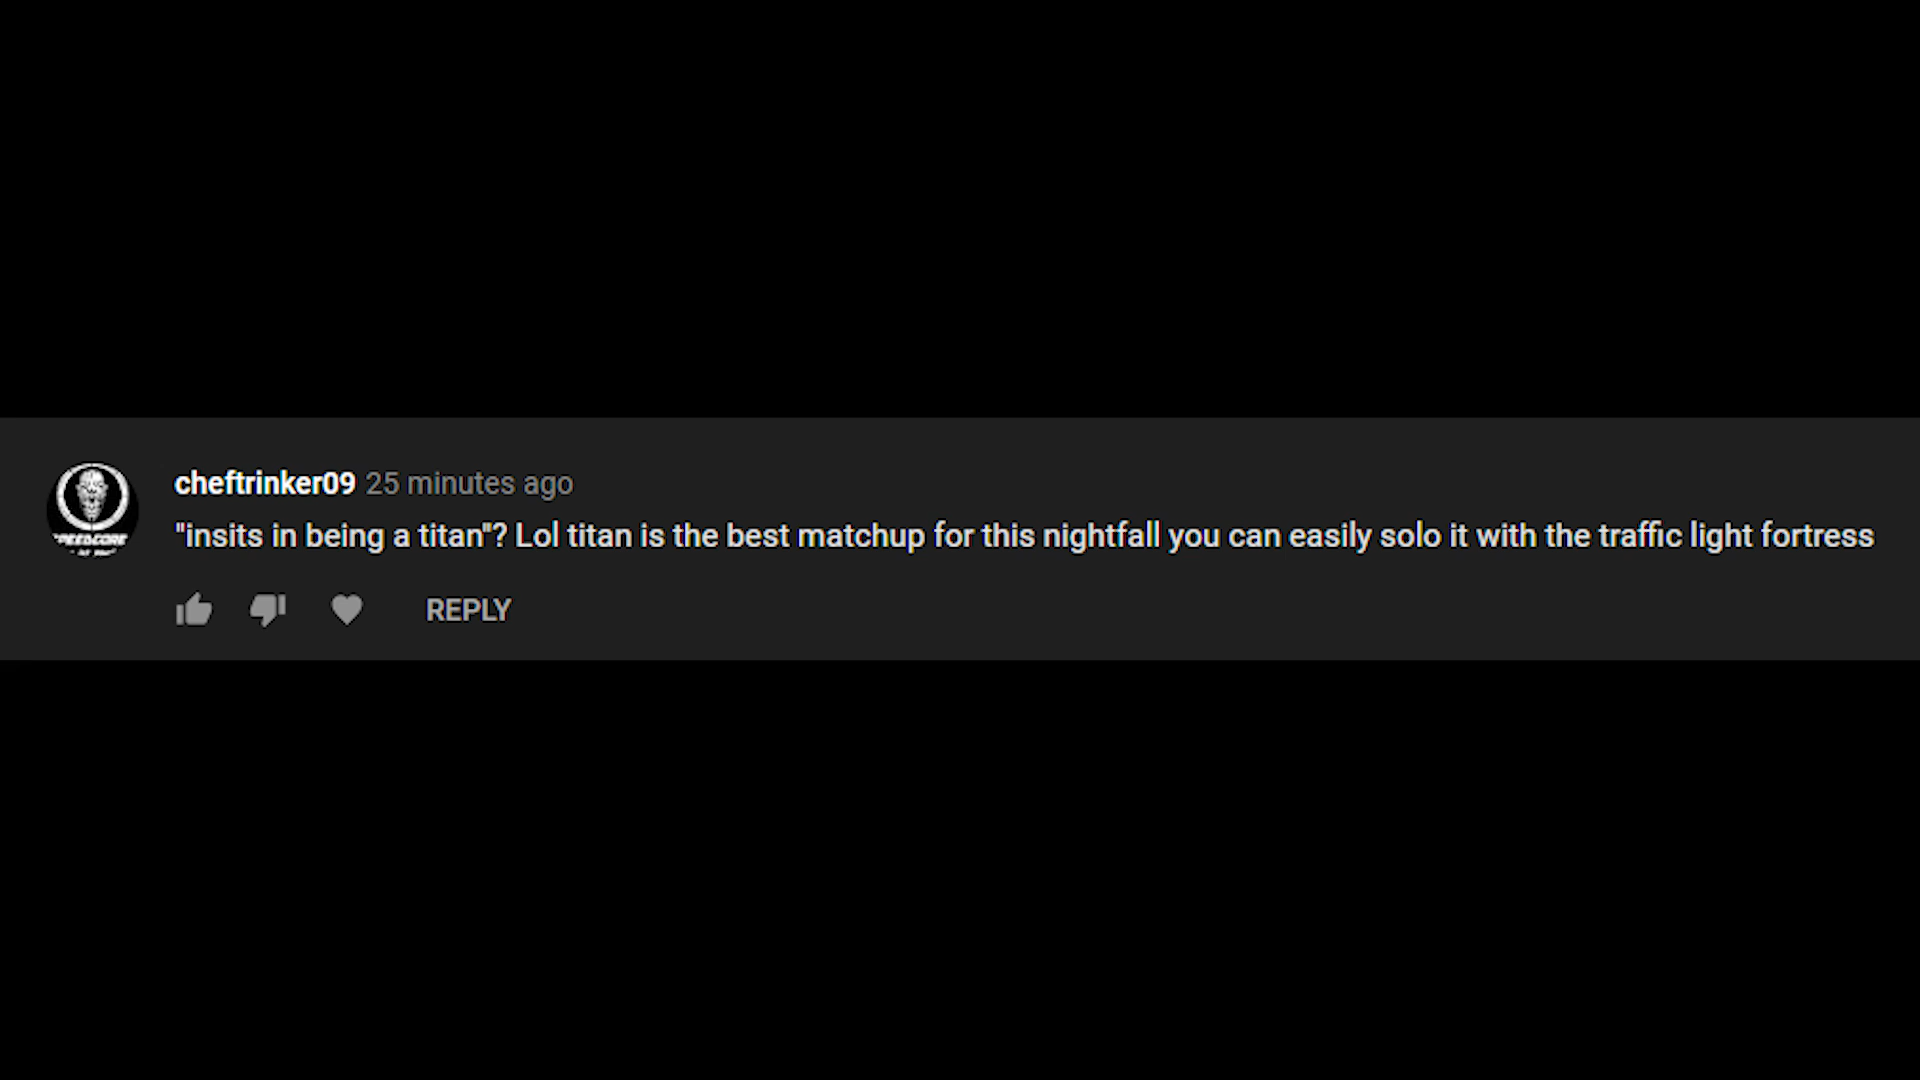 cheftrinker09 25 minutes ago
"insits in being a titan"? Lol titan is the best matchup for this nightfall you can easily solo it with the traffic light fortress
REPLY